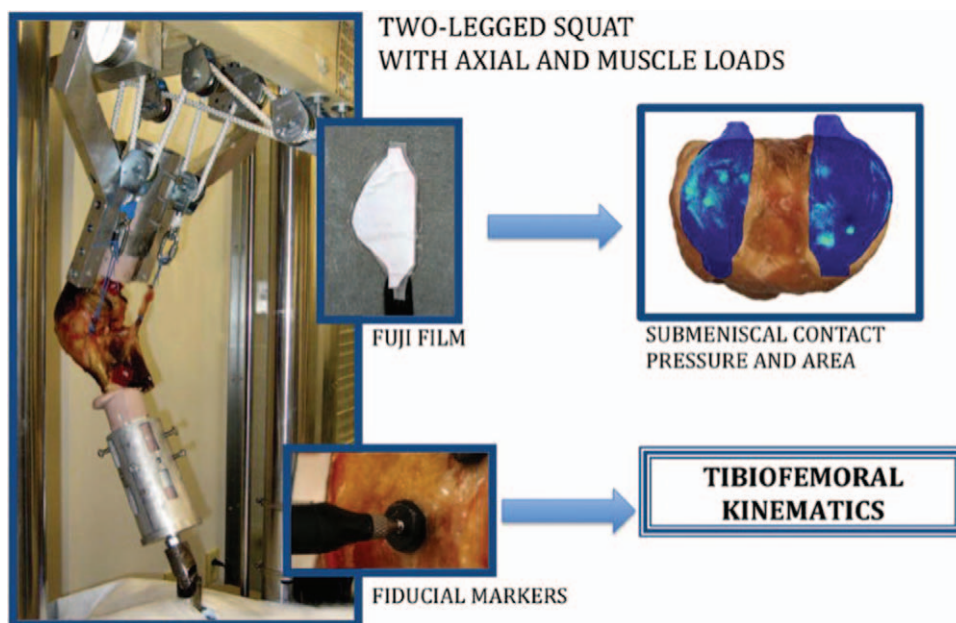 TWO-LEGGED SQUAT
WITH AXIAL AND MUSCLE LOADS
FUJI FILM
SUBMENISCAL CONTACT
PRESSURE AND AREA
TIBIOFEMORAL
KINEMATICS
FIDUCIAL MARKERS